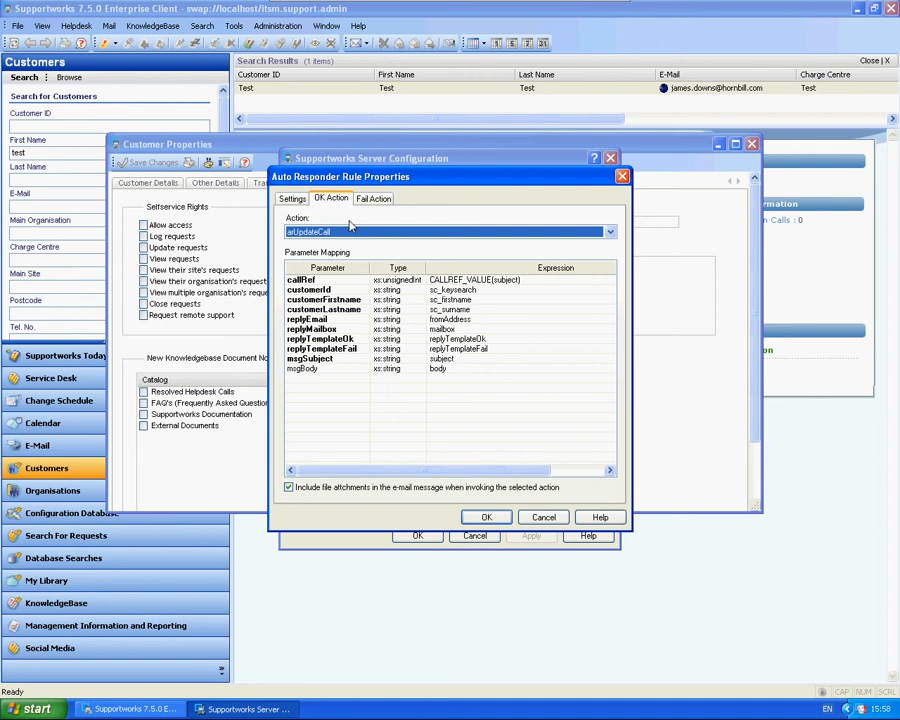 Supportworks 7.5.0 Enterprise Client - swap://localhost/itsm.support.admin
File View Helpdesk Mail KnowledgeBase Search Tools Administration Window Help
Customers
Search Browse
Search for Customers
Customer ID
First Name
test
Last Name
E-Mail
Main Organisation
Charge Centre
Main Site
Postcode
Tel. No.
Supportworks Today
Service Desk
Change Schedule
Calendar
E-Mail
Customers
Organisations
Configuration Databas
Search For Requests
Database Searches
My Library
KnowledgeBase
Management Information and Reporting
Social Media
Search Results (1 items) Close | X
Customer ID First Name Last Name E-Mail Charge Centre
Test Test Test james.downs@hornbill.com Test
Customer Properties
Save Changes
Customer Details Other Details Tra
Selfservice Rights
Allow access
Log requests
Update requests
View requests
View their site's requests
View their organisation's reque
View multiple organisation's reque
Close requests
Request remote support
New Knowledgebase Document No
Catalog
Resolved Helpdesk Calls
FAQ's (Frequently Asked Question
Supportworks Documentation
External Documents
Supportworks Server Configuration
Auto Responder Rule Properties
Settings OK Action Fail Action
Action:
arUpdateCall
Parameter Mapping
Parameter Type Expression
callRef xs:unsignedInt CALLREF_VALUE(subject)
customerId xs:string sc_keysearch
customerFirstname xs:string sc_firstname
customerLastname xs:string sc_surname
replyEmail xs:string fromAddress
replyMailbox xs:string mailbox
replyTemplateOk xs:string replyTemplateOk
replyTemplateFail xs:string replyTemplateFail
msgSubject xs:string subject
msgBody xs:string body
Include file attchments in the e-mail message when invoking the selected action
OK Cancel Help
OK Cancel Apply Help
rmation
Calls : 0
on
Ready CAP NUM SCRL
start Supportworks 7.5.0 E... Supportworks Server ... EN 15:58